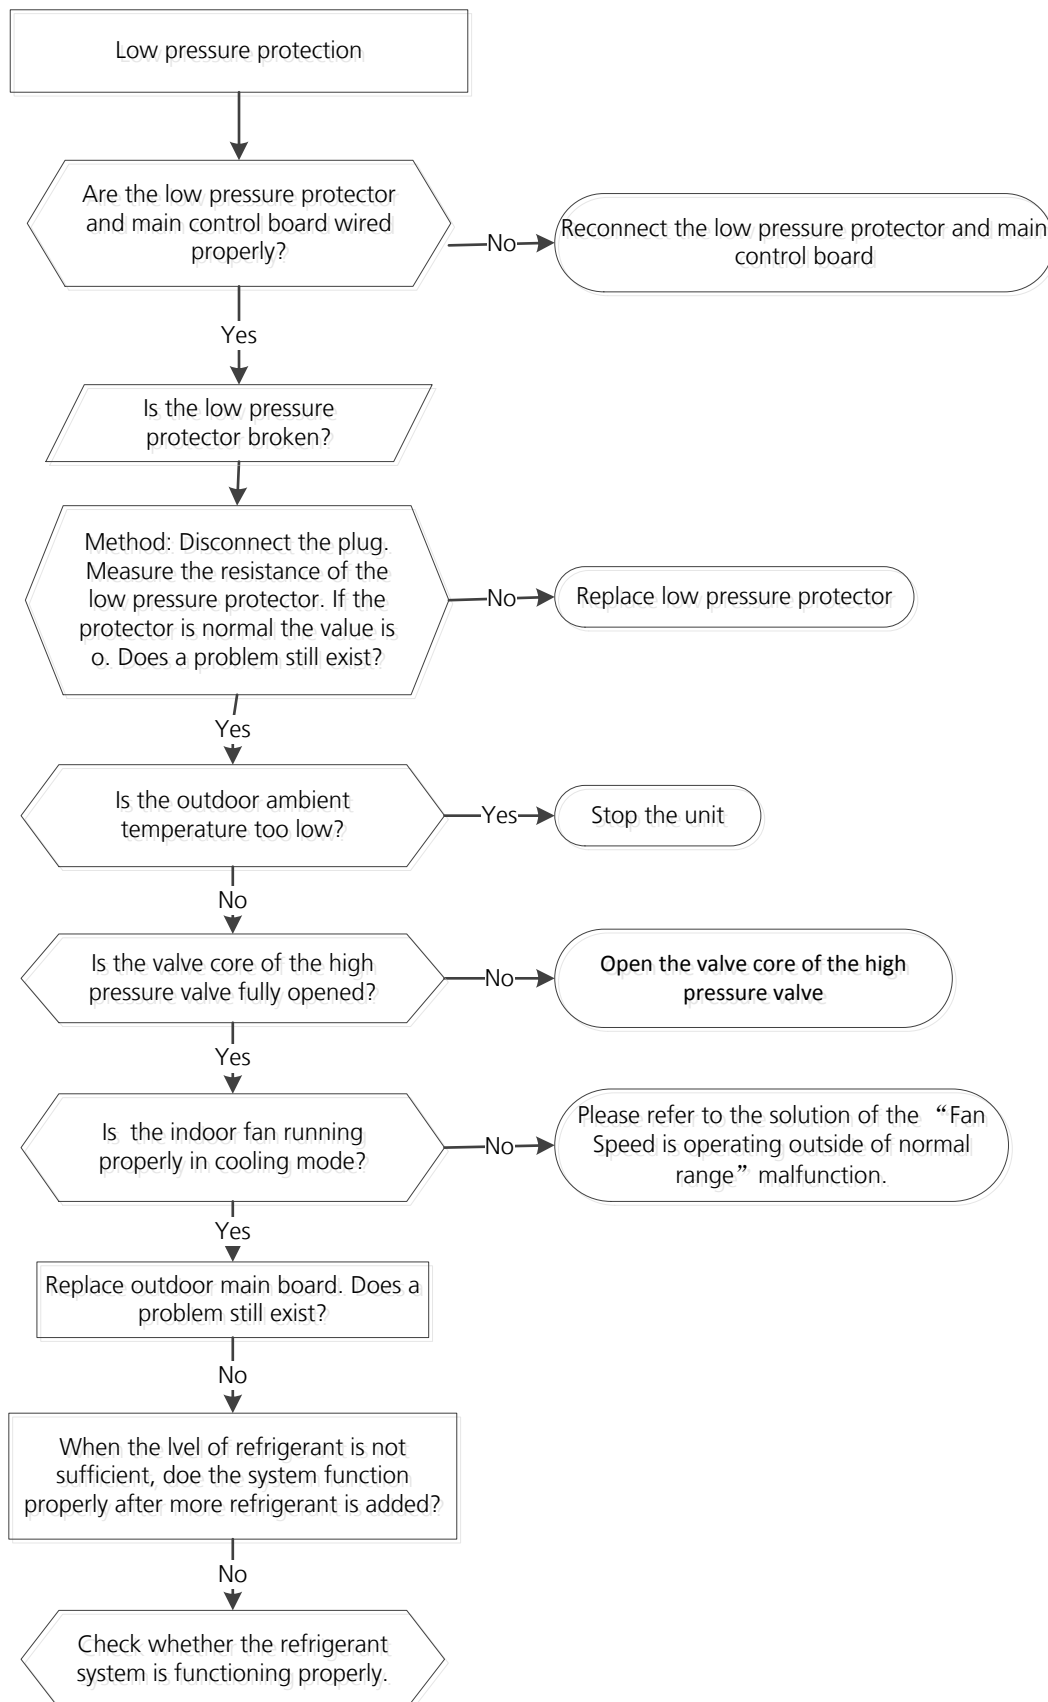 Low pressure protection
Are the low pressure protector
and main control board wired
properly?
No
Reconnect the low pressure protector and main
control board
Yes
Is the low pressure
protector broken?
Method: Disconnect the plug.
Measure the resistance of the
low pressure protector. If the
protector is normal the value is
o. Does a problem still exist?
No
Replace low pressure protector
Yes
Is the outdoor ambient
temperature too low?
Yes
Stop the unit
No
Is the valve core of the high
pressure valve fully opened?
No
Open the valve core of the high
pressure valve
Yes
Is the indoor fan running
properly in cooling mode?
No
Please refer to the solution of the “Fan
Speed is operating outside of normal
range” malfunction.
Yes
Replace outdoor main board. Does a
problem still exist?
No
When the lvel of refrigerant is not
sufficient, doe the system function
properly after more refrigerant is added?
No
Check whether the refrigerant
system is functioning properly.